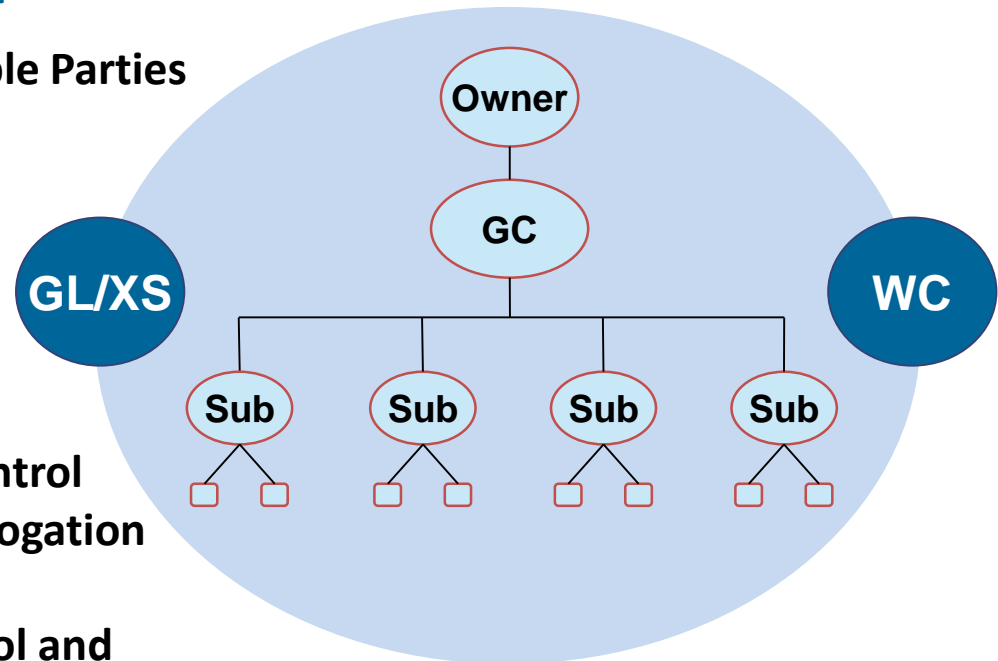 ble Parties
Owner
GC
GL/XS
WC
Sub Sub Sub Sub
ntrol
ogation
ol and